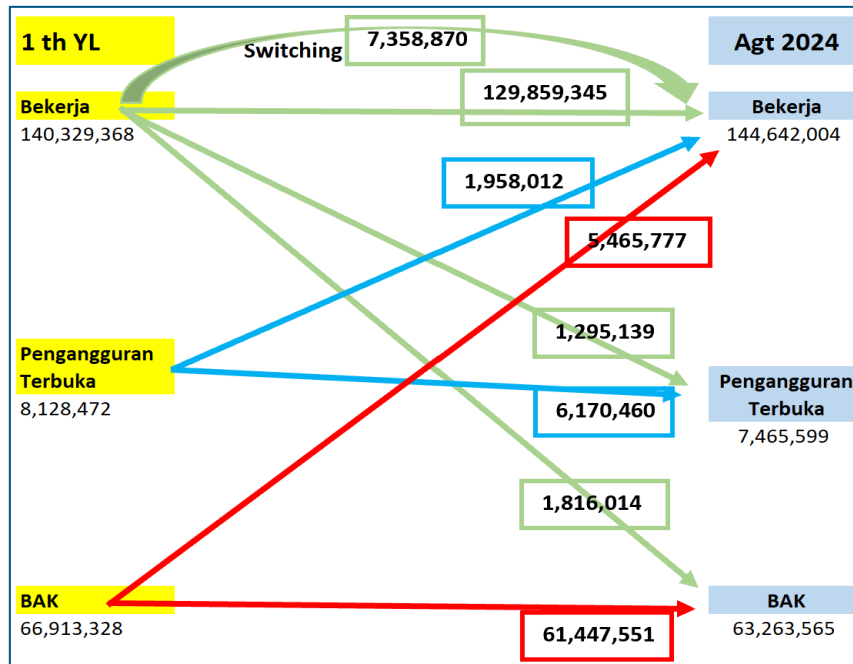 1 th YL
Switching
7,358,870
Agt 2024
Bekerja
140,329,368
129,859,345
Bekerja
144,642,004
1,958,012
5,465,777
Pengangguran
Terbuka
8,128,472
1,295,139
6,170,460
Pengangguran
Terbuka
7,465,599
1,816,014
BAK
66,913,328
61,447,551
BAK
63,263,565